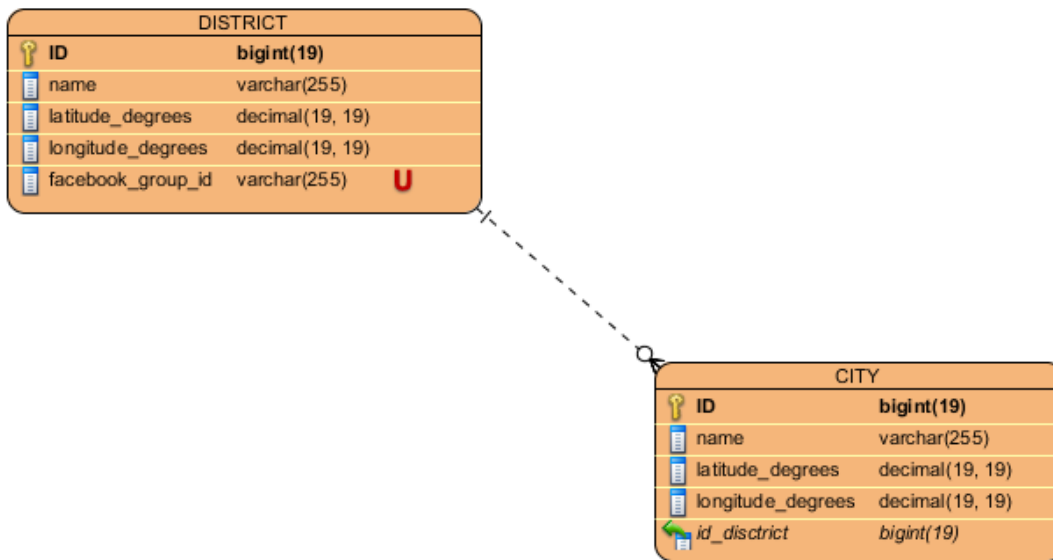 DISTRICT
ID bigint(19)
name varchar(255)
latitude_degrees decimal(19, 19)
longitude_degrees decimal(19, 19)
facebook_group_id varchar(255) U
CITY
ID bigint(19)
name varchar(255)
latitude_degrees decimal(19, 19)
longitude_degrees decimal(19, 19)
id_disctrict bigint(19)